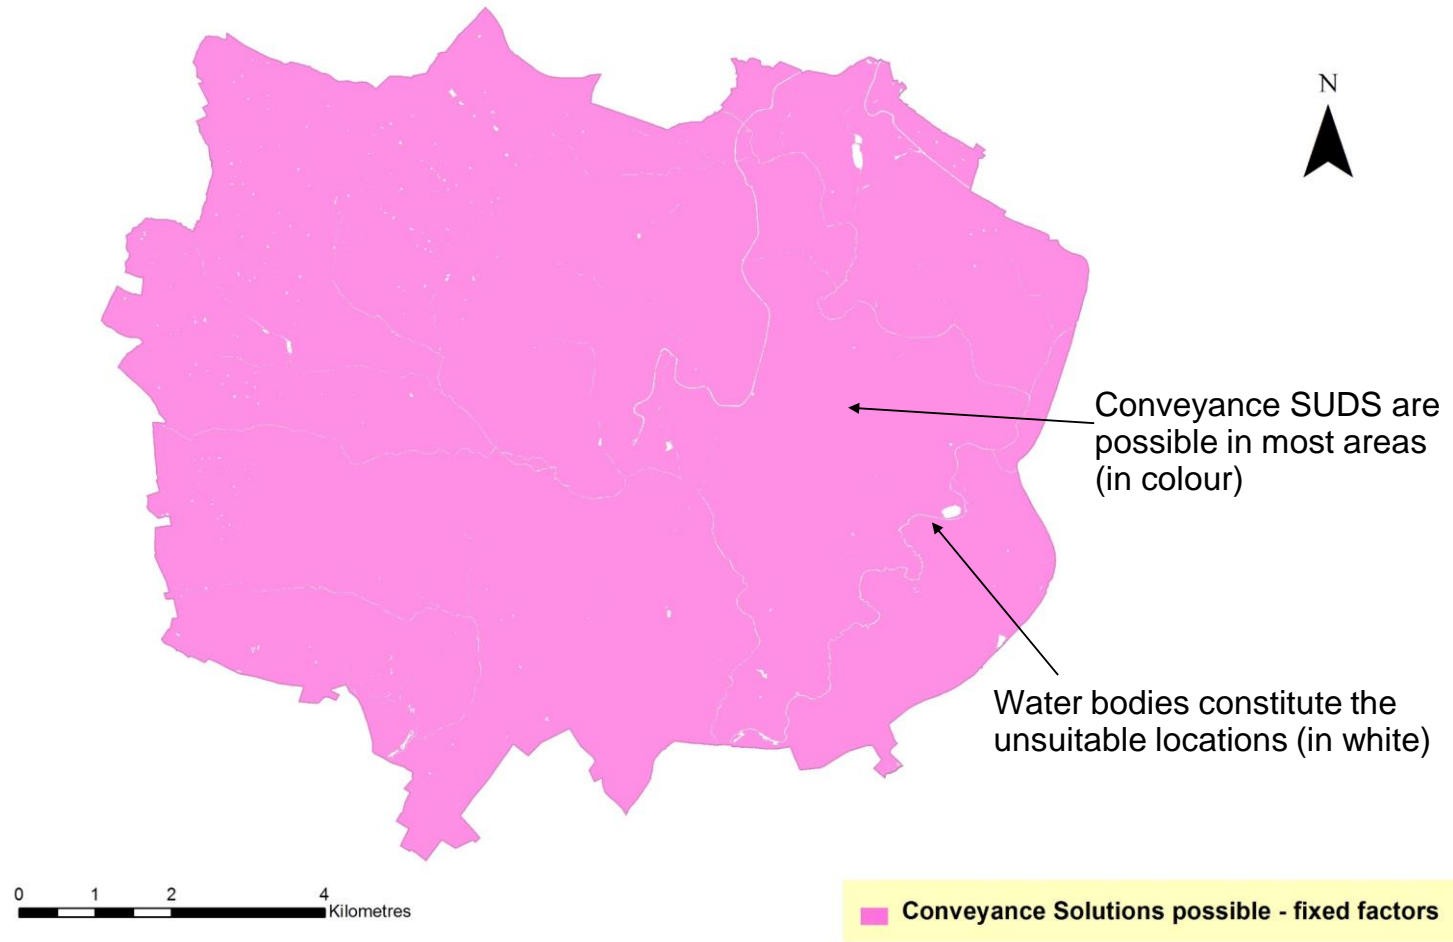 N
Conveyance SUDS are
possible in most areas
(in colour)
Water bodies constitute the
unsuitable locations (in white)
0 1 2 4
Kilometres
Conveyance Solutions possible - fixed factors